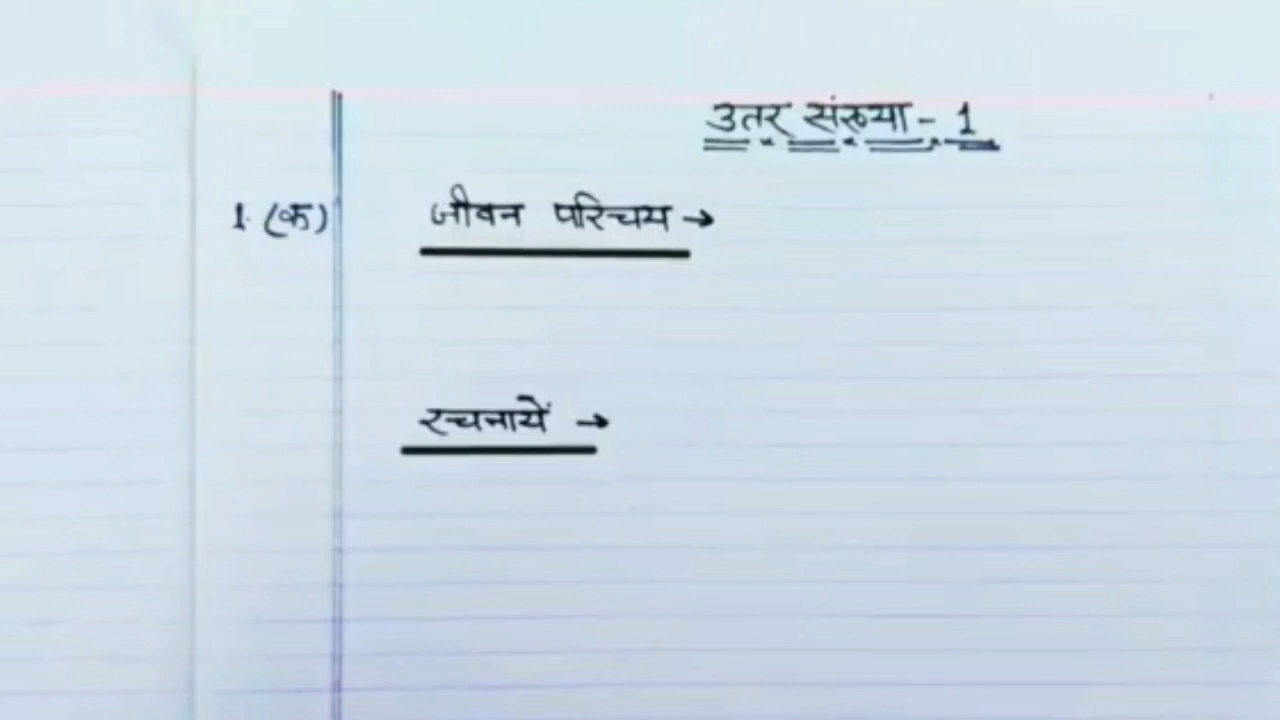 उतर संख्या - 1
1. (क) जीवन परिचय →
रचनायें →